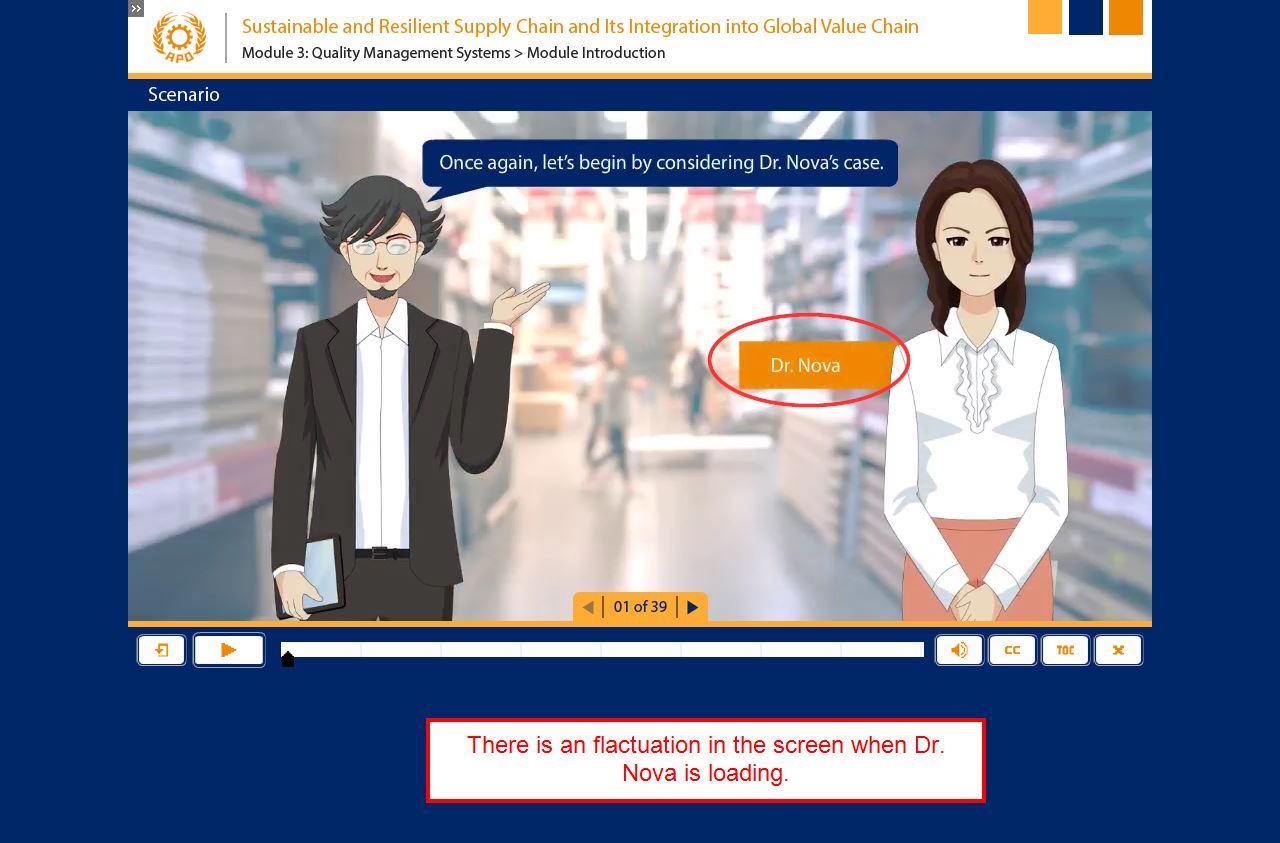 Sustainable and Resilient Supply Chain and Its Integration into Global Value Chain
APO
Module 3: Quality Management Systems > Module Introduction
Scenario
Once again, let's begin by considering Dr. Nova's case.
Dr. Nova
01 of 39
CC
TOC
There is an flactuation in the screen when Dr.
Nova is loading.